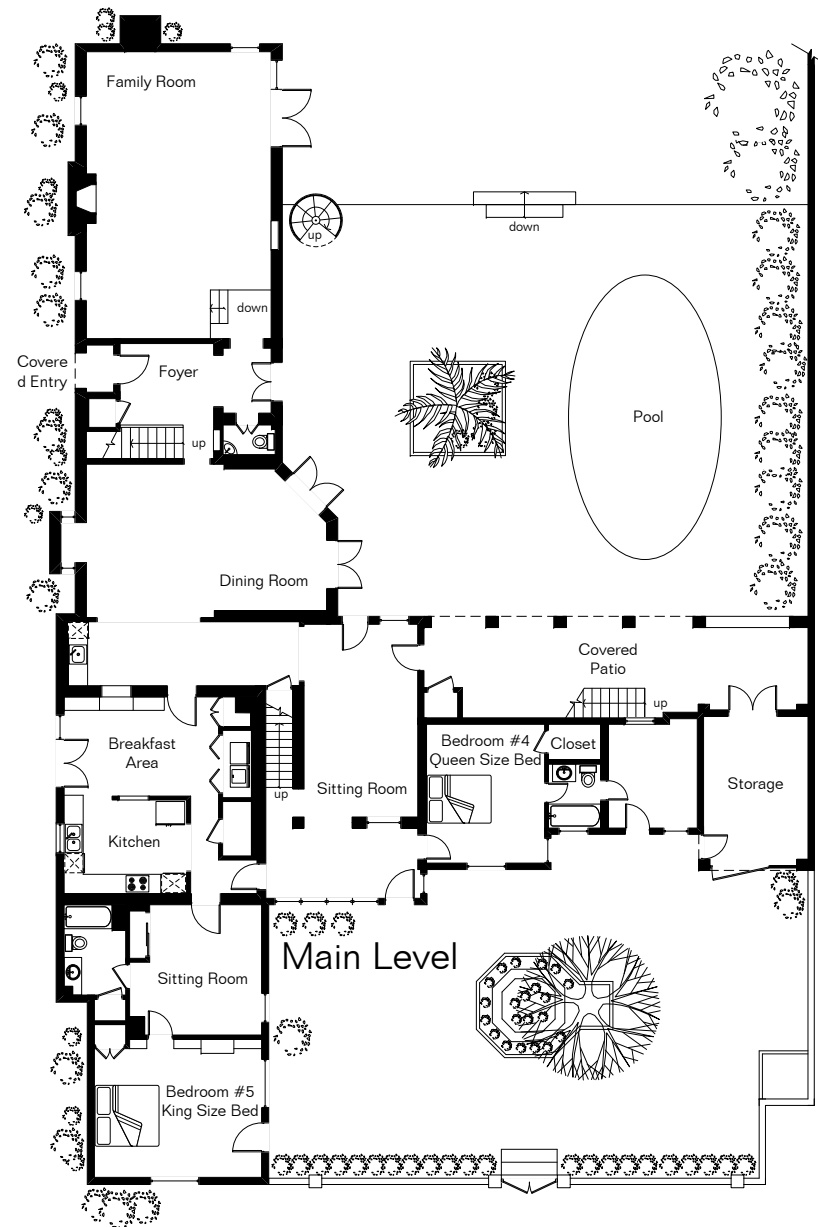 Family Room
up
down
down
Covere
d Entry
Foyer
up
Pool
Dining Room
Covered
Patio
up
Breakfast
Area
Bedroom #4
Queen Size Bed
Closet
Storage
Sitting Room
up
Kitchen
Main Level
Sitting Room
Bedroom #5
King Size Bed